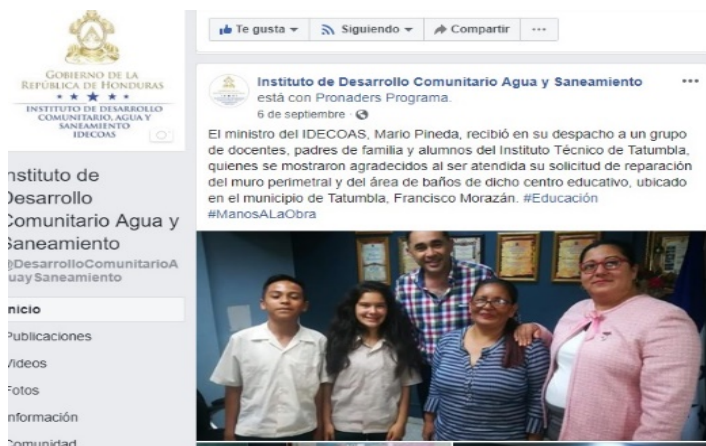 Te gusta Siguiendo Compartir
GOBIERNO DE LA
REPÚBLICA DE HONDURAS
INSTITUTO DE DESARROLLO
COMUNITARIO, AGUA Y
SANEAMIENTO
IDECOAS
nstituto de
Desarrollo
Comunitario Agua y
Saneamiento
@DesarrolloComunitarioA
guaySaneamiento
nicio
Publicaciones
Videos
Fotos
nformación
Comunidad
Instituto de Desarrollo Comunitario Agua y Saneamiento
está con Pronaders Programa.
6 de septiembre
El ministro del IDECOAS, Mario Pineda, recibió en su despacho a un grupo
de docentes, padres de familia y alumnos del Instituto Técnico de Tatumbla,
quienes se mostraron agradecidos al ser atendida su solicitud de reparación
del muro perimetral y del área de baños de dicho centro educativo, ubicado
en el municipio de Tatumbla, Francisco Morazán. #Educación
#ManosALaObra